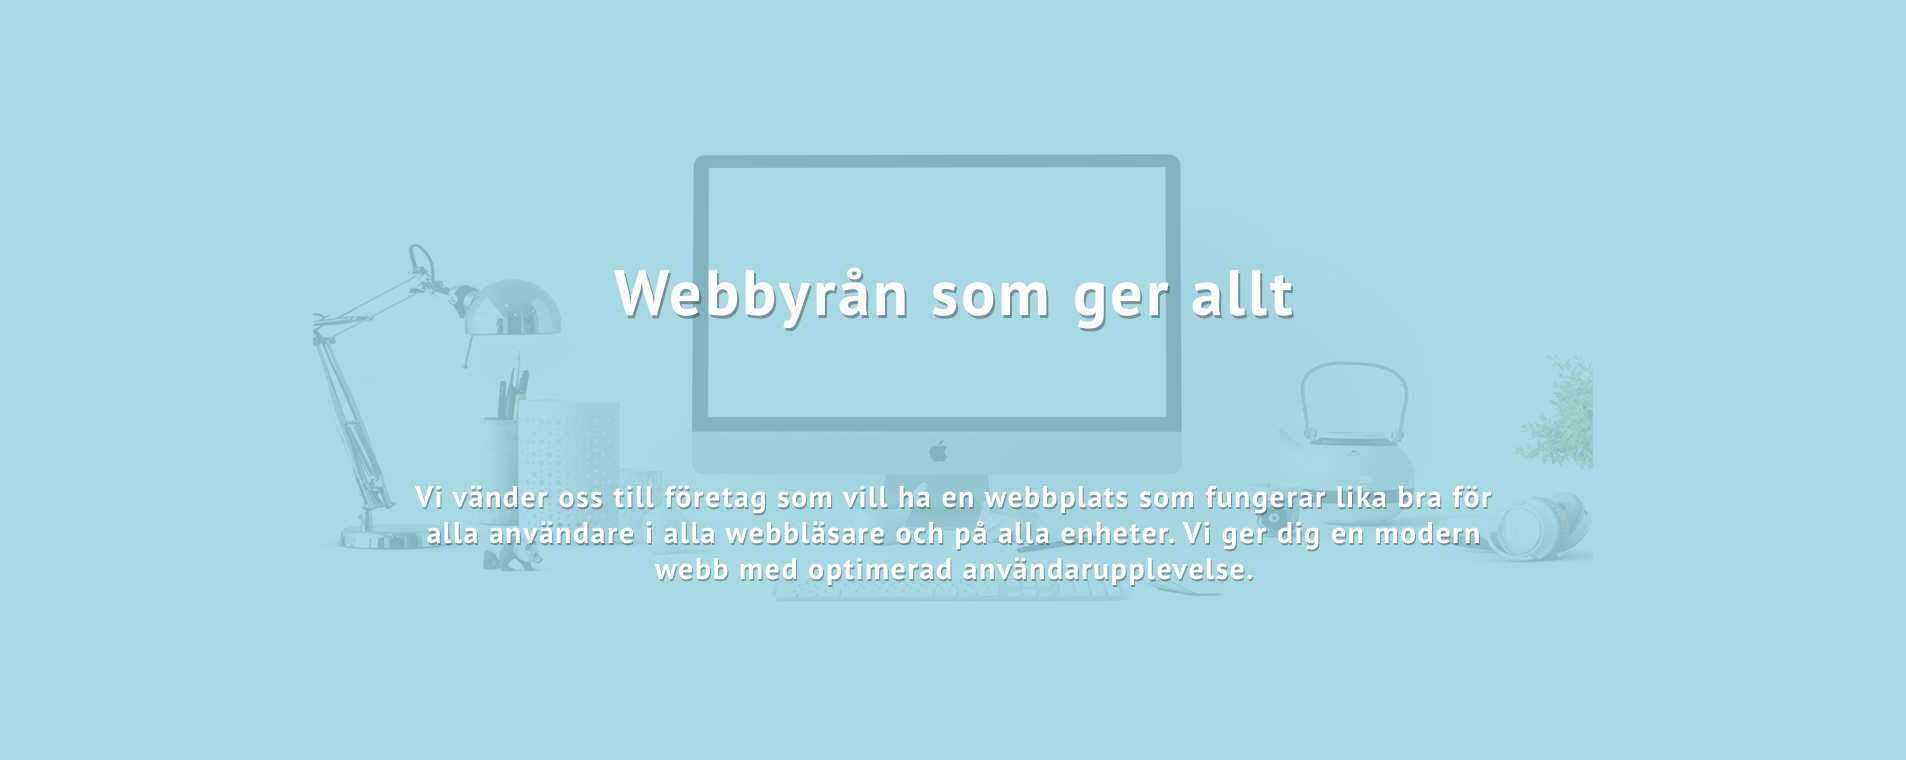 Webbyrån som ger allt
Vi vänder oss till företag som vill ha en webbplats som fungerar lika bra för
alla användare i alla webbläsare och på alla enheter. Vi ger dig en modern
webb med optimerad användarupplevelse.